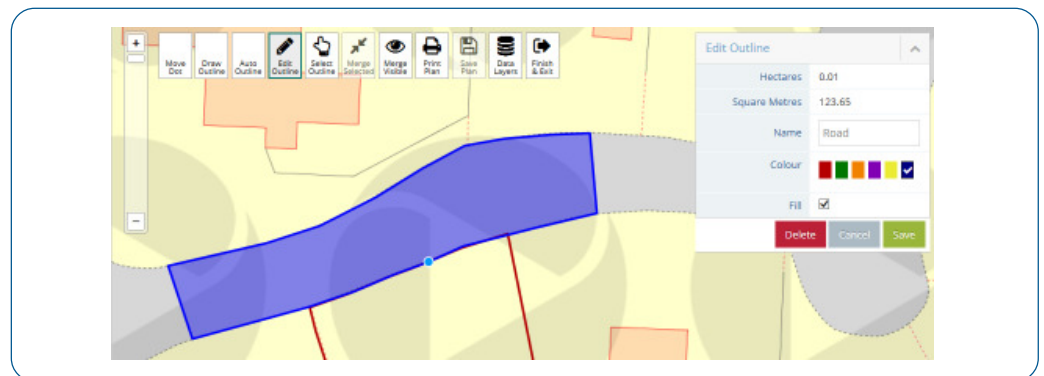 +
Move Dot
Draw Outline
Auto Outline
Edit Outline
Select Outline
Merge Selected
Merge Visible
Print Plan
Save Plan
Data Layers
Finish & Exit
Edit Outline
Hectares 0.01
Square Metres 123.65
Name Road
Colour
Fill
Delete Cancel Save
−